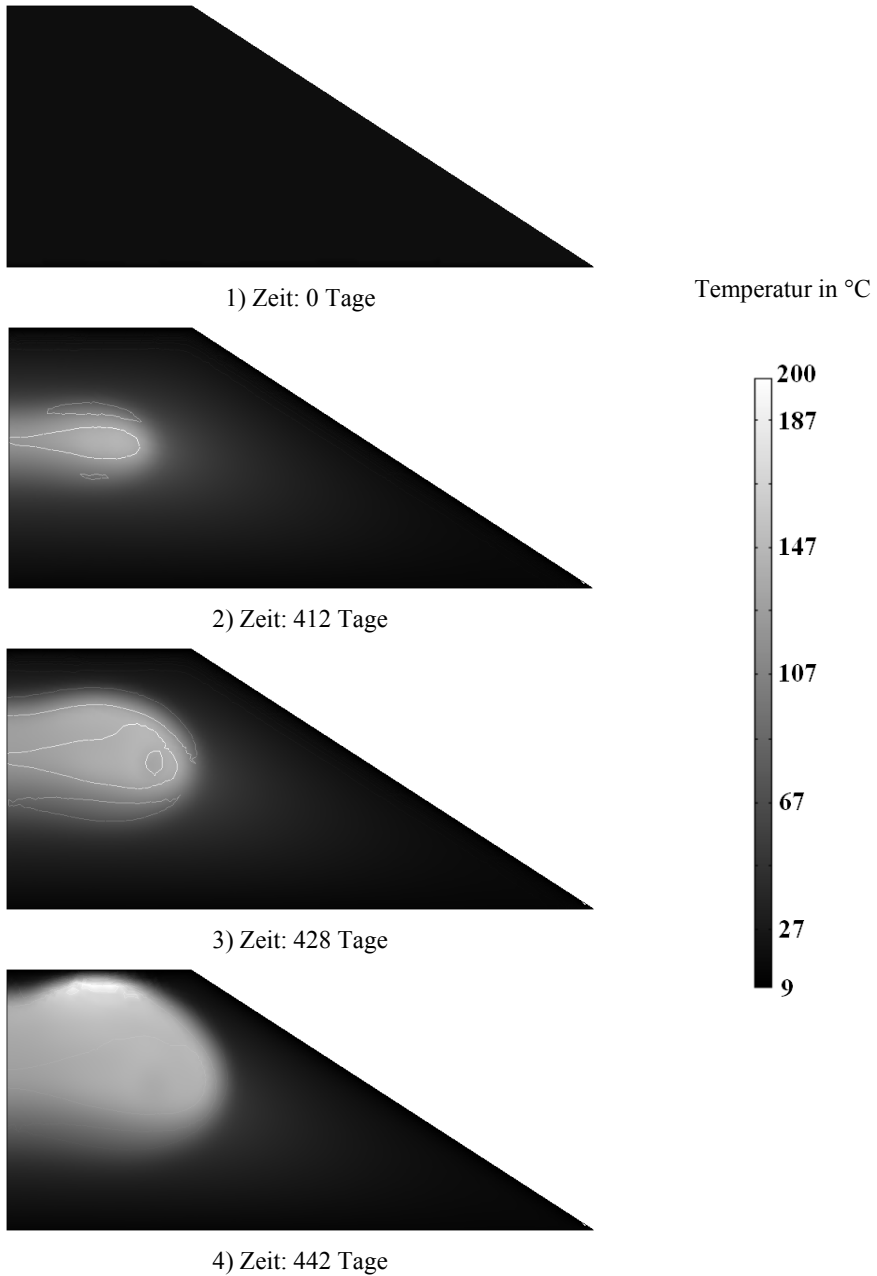 1) Zeit: 0 Tage
Temperatur in °C
200
187
147
107
67
27
9
2) Zeit: 412 Tage
3) Zeit: 428 Tage
4) Zeit: 442 Tage